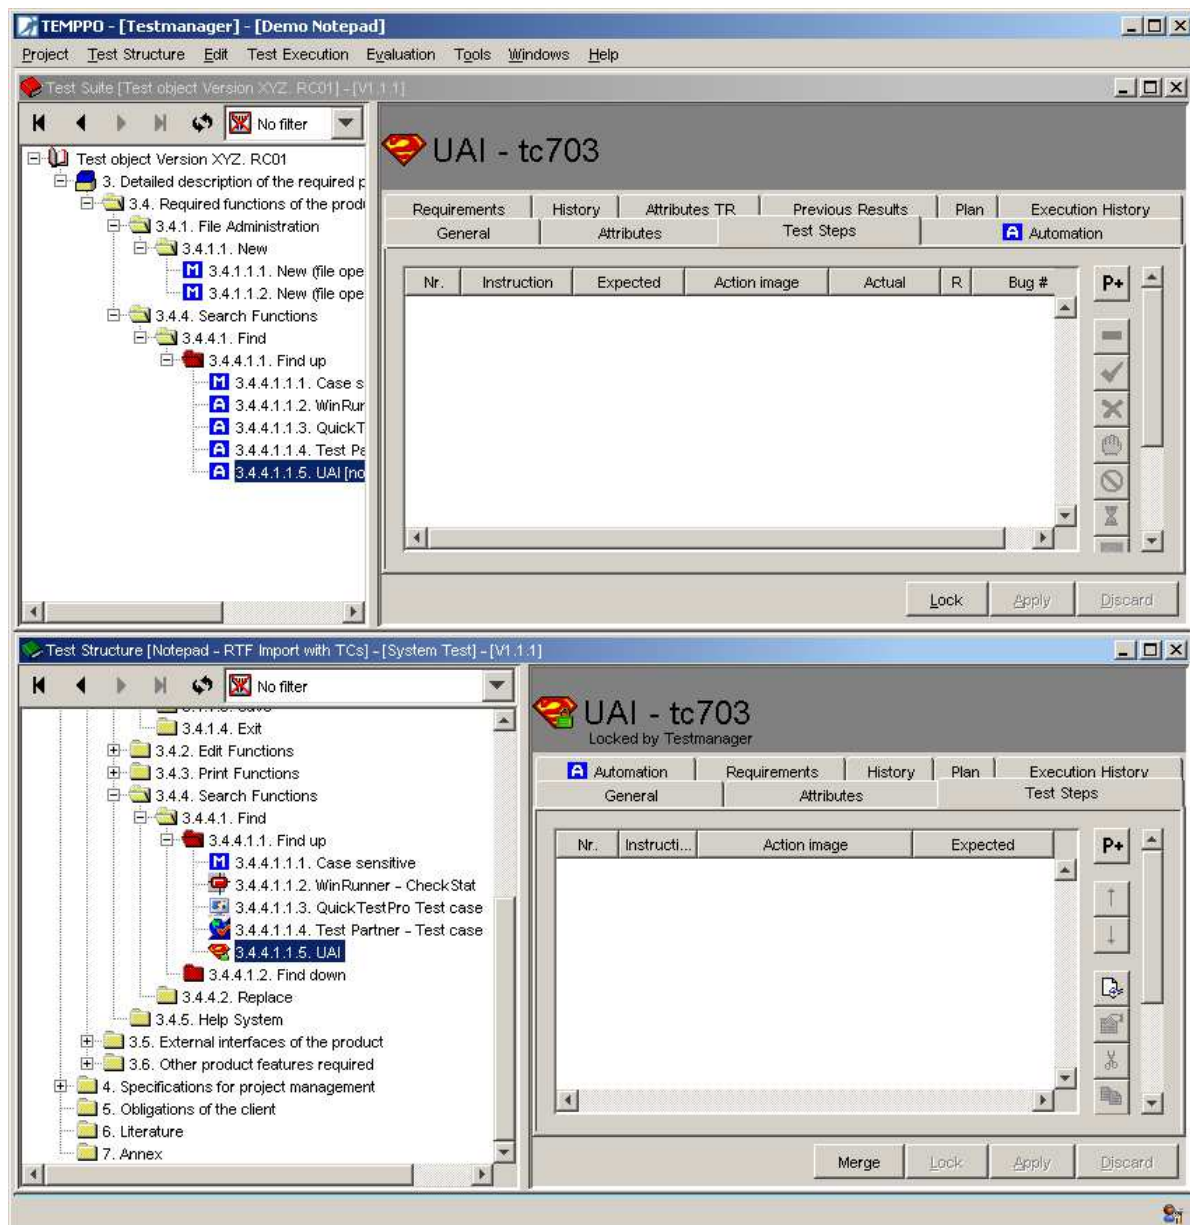 TEMPPO - [Testmanager] - [Demo Notepad]
Project Test Structure Edit Test Execution Evaluation Tools Windows Help
Test Suite [Test object Version XYZ. RC01] - [V1.1.1]
No filter
Test object Version XYZ. RC01
3. Detailed description of the required p
3.4. Required functions of the produ
3.4.1. File Administration
3.4.1.1. New
M 3.4.1.1.1. New (file ope
M 3.4.1.1.2. New (file ope
3.4.4. Search Functions
3.4.4.1. Find
3.4.4.1.1. Find up
M 3.4.4.1.1.1. Case s
A 3.4.4.1.1.2. WinRur
A 3.4.4.1.1.3. QuickT
A 3.4.4.1.1.4. Test Pa
A 3.4.4.1.1.5. UAI [no
UAI - tc703
Requirements History Attributes TR Previous Results Plan Execution History
General Attributes Test Steps A Automation
Nr. Instruction Expected Action image Actual R Bug # P+
Lock Apply Discard
Test Structure [Notepad - RTF Import with TCs] - [System Test] - [V1.1.1]
No filter
3.4.1.4. Exit
3.4.2. Edit Functions
3.4.3. Print Functions
3.4.4. Search Functions
3.4.4.1. Find
3.4.4.1.1. Find up
M 3.4.4.1.1.1. Case sensitive
3.4.4.1.1.2. WinRunner - CheckStat
3.4.4.1.1.3. QuickTestPro Test case
3.4.4.1.1.4. Test Partner - Test case
3.4.4.1.1.5. UAI
3.4.4.1.2. Find down
3.4.4.2. Replace
3.4.5. Help System
3.5. External interfaces of the product
3.6. Other product features required
4. Specifications for project management
5. Obligations of the client
6. Literature
7. Annex
UAI - tc703
Locked by Testmanager
A Automation Requirements History Plan Execution History
General Attributes Test Steps
Nr. Instructi... Action image Expected P+
Merge Lock Apply Discard